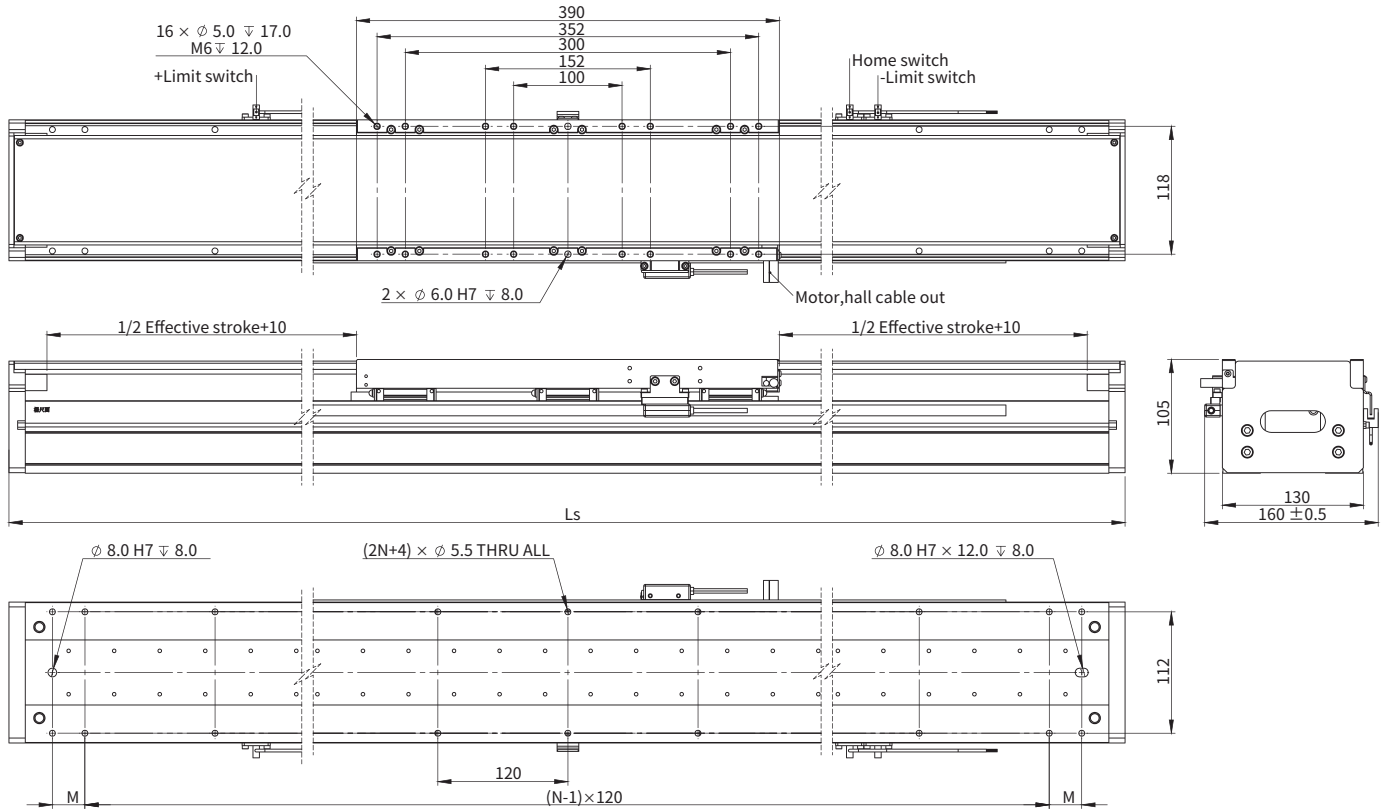 390
16 × ϕ 5.0 ↧ 17.0
352
M6 ↧ 12.0
300
152
+Limit switch
Home switch
-Limit switch
100
118
2 × ϕ 6.0 H7 ↧ 8.0
Motor,hall cable out
1/2 Effective stroke+10
1/2 Effective stroke+10
105
130
160 ±0.5
Ls
ϕ 8.0 H7 ↧ 8.0
(2N+4) × ϕ 5.5 THRU ALL
ϕ 8.0 H7 × 12.0 ↧ 8.0
112
120
M
(N-1)×120
M